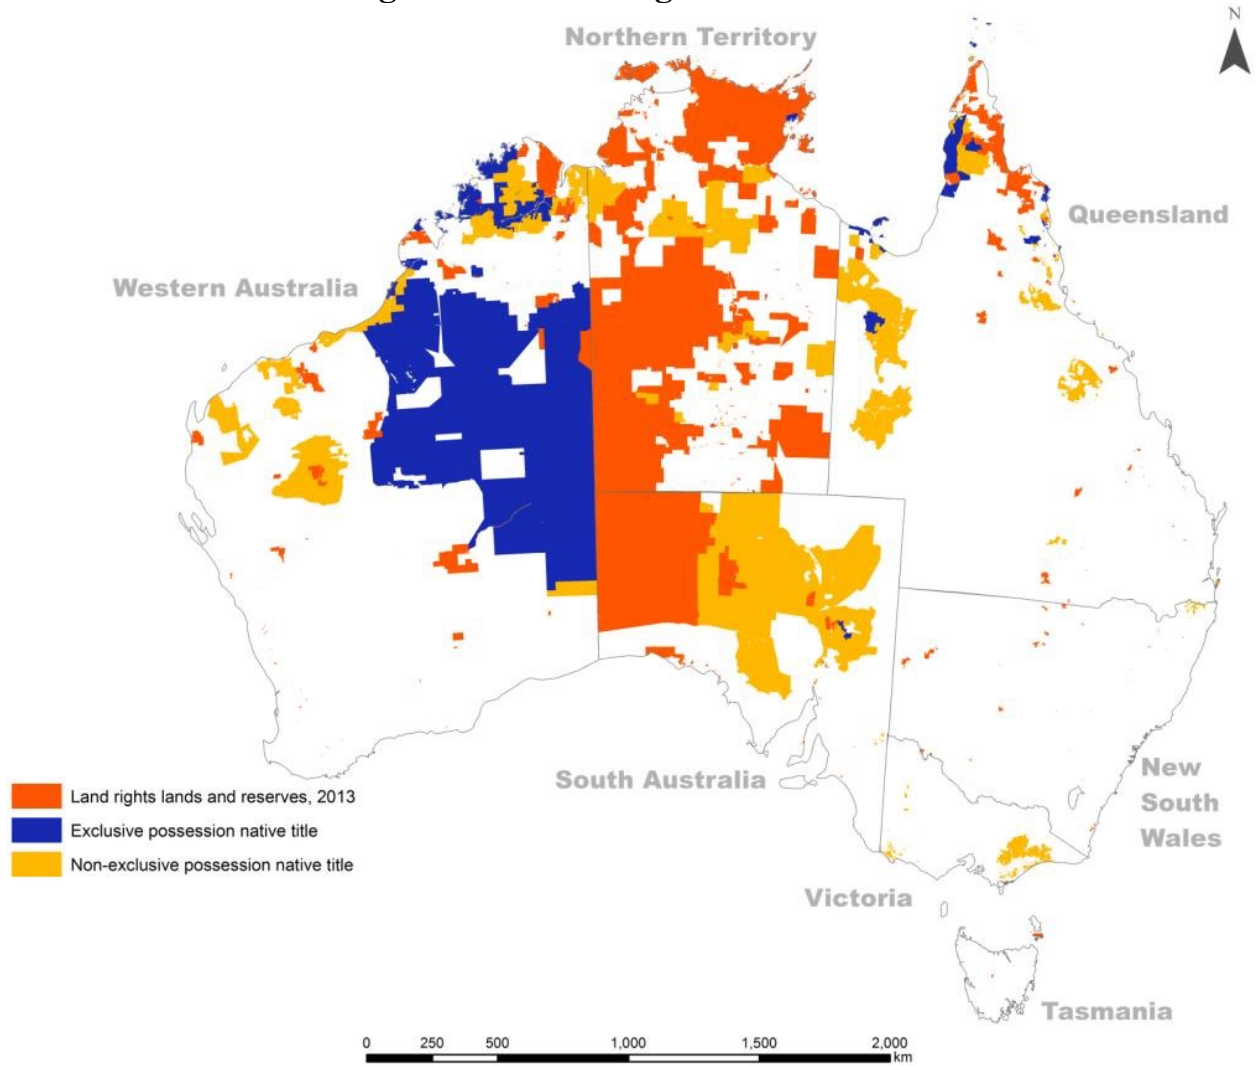 N
Northern Territory
Queensland
Western Australia
South Australia
New
South
Wales
Victoria
Tasmania
Land rights lands and reserves, 2013
Exclusive possession native title
Non-exclusive possession native title
0 250 500 1,000 1,500 2,000
km